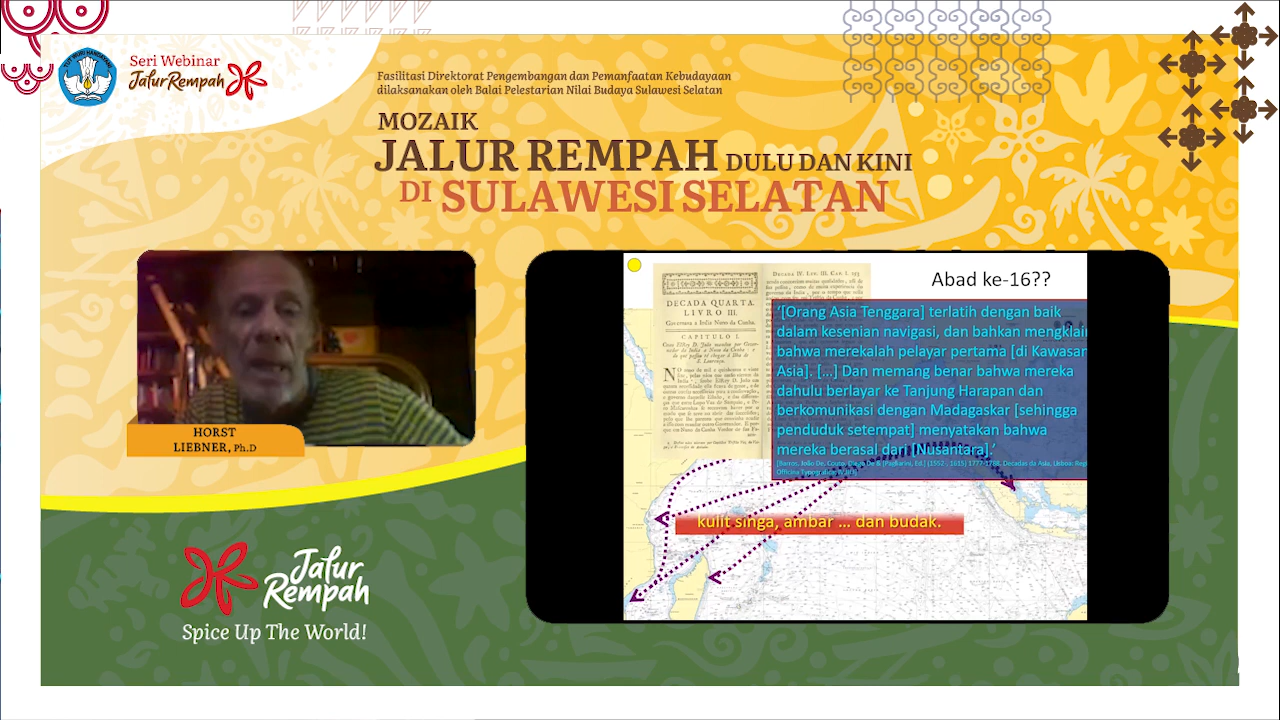 TUT WURI HANDAYANI
Seri Webinar
Jalur Rempah
Fasilitasi Direktorat Pengembangan dan Pemanfaatan Kebudayaan
dilaksanakan oleh Balai Pelestarian Nilai Budaya Sulawesi Selatan
MOZAIK
JALUR REMPAH DULU DAN KINI
DI SULAWESI SELATAN
HORST
LIEBNER, Ph.D
Jalur
Rempah
Spice Up The World!
Abad ke-16??
DECADA QUARTA.
LIVRO III.
CAPITULO I.
'[Orang Asia Tenggara] terlatih dengan baik
dalam kesenian navigasi, dan bahkan mengklaim
bahwa merekalah pelayar pertama [di Kawasan
Asia]. [...] Dan memang benar bahwa mereka
dahulu berlayar ke Tanjung Harapan dan
berkomunikasi dengan Madagaskar [sehingga
penduduk setempat] menyatakan bahwa
mereka berasal dari [Nusantara].'
kulit singa, ambar ... dan budak.